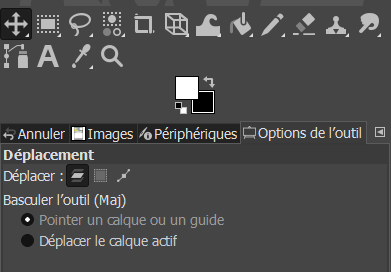 Annuler Images Périphériques Options de l'outil
Déplacement
Déplacer :
Basculer l'outil (Maj)
Pointer un calque ou un guide
Déplacer le calque actif